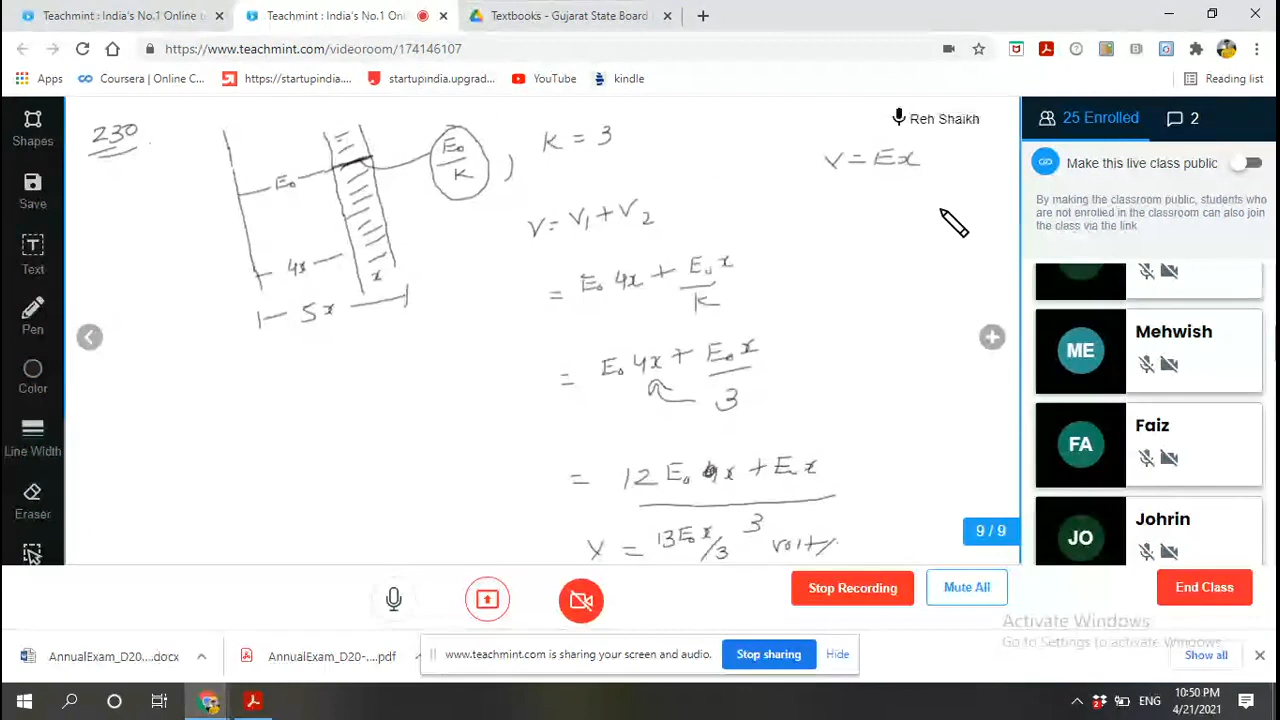 Teachmint: India's No.1 Online
Teachmint: India's No.1 Onl
Textbooks - Gujarat State Board
https://www.teachmint.com/videoroom/174146107
Apps
Coursera | Online C...
https://startupindia....
startupindia.upgrad...
YouTube
kindle
Reading list
Shapes
Save
Text
Pen
Color
Line Width
Eraser
230
E₀
E₀/K
)
4x
x
5x
K = 3
V = Ex
V = V₁ + V₂
= E₀ 4x + E₀ x / K
= E₀ 4x + E₀ x / 3
= 12 E₀ x + E₀ x / 3
V = 13E₀x/3 volt
Reh Shaikh
9 / 9
25 Enrolled
2
Make this live class public
By making the classroom public, students who
are not enrolled in the classroom can also join
the class via the link
ME
Mehwish
FA
Faiz
JO
Johrin
Stop Recording
Mute All
End Class
Activate Windows
Go to Settings to activate Windows.
AnnualExam_D20....docx
AnnualExam_D20-....pdf
www.teachmint.com is sharing your screen and audio.
Stop sharing
Hide
Show all
ENG
10:50 PM
4/21/2021